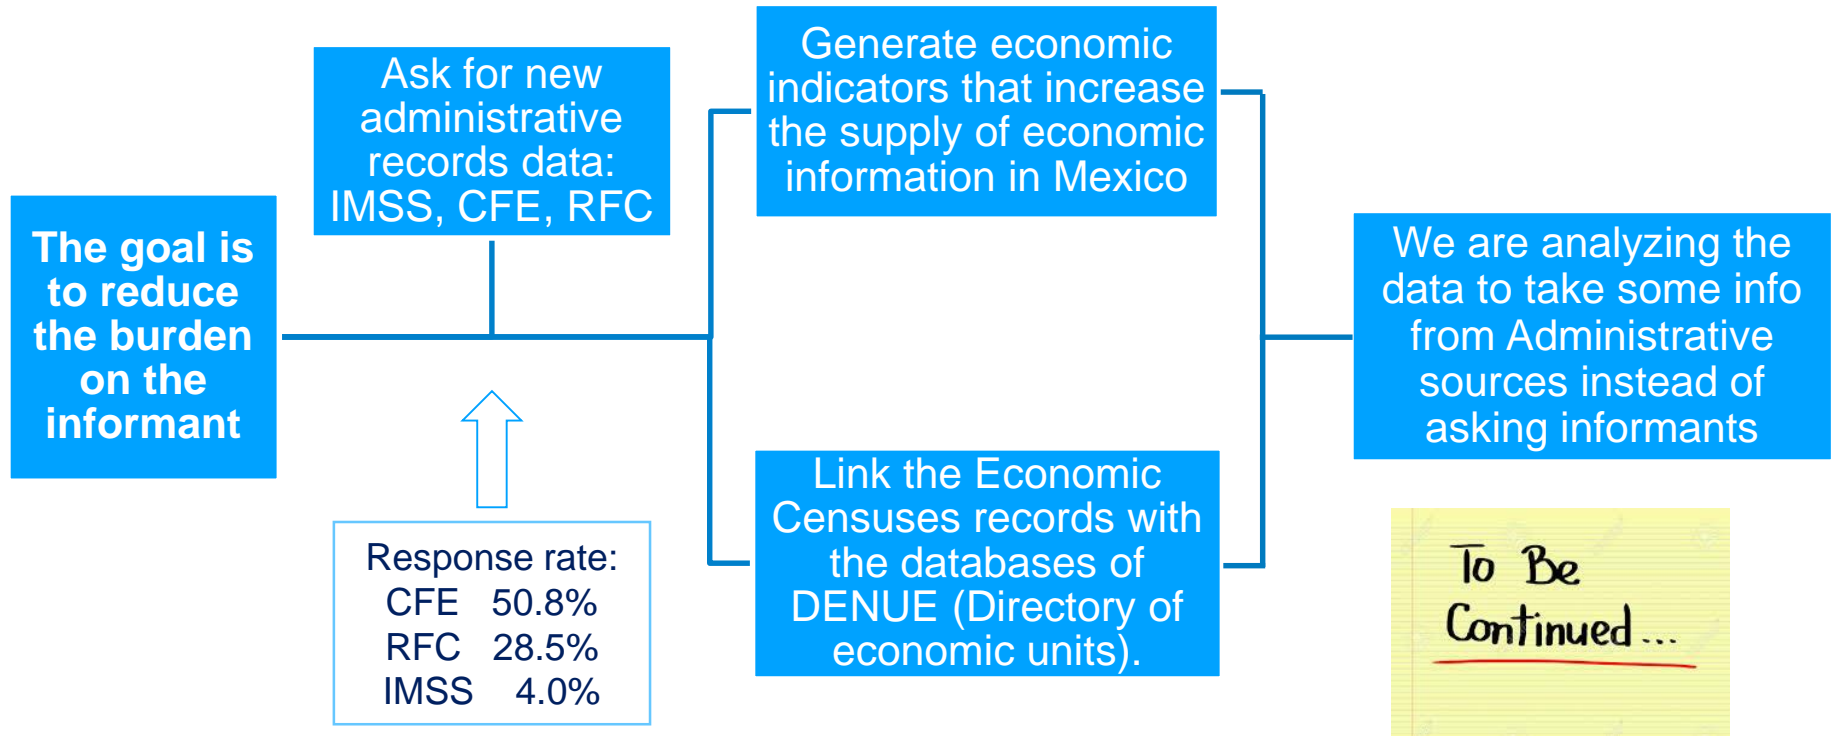 The goal is
to reduce
the burden
on the
informant
Ask for new
administrative
records data:
IMSS, CFE, RFC
Response rate:
CFE 50.8%
RFC 28.5%
IMSS 4.0%
Generate economic
indicators that increase
the supply of economic
information in Mexico
Link the Economic
Censuses records with
the databases of
DENUE (Directory of
economic units).
We are analyzing the
data to take some info
from Administrative
sources instead of
asking informants
To Be
Continued...